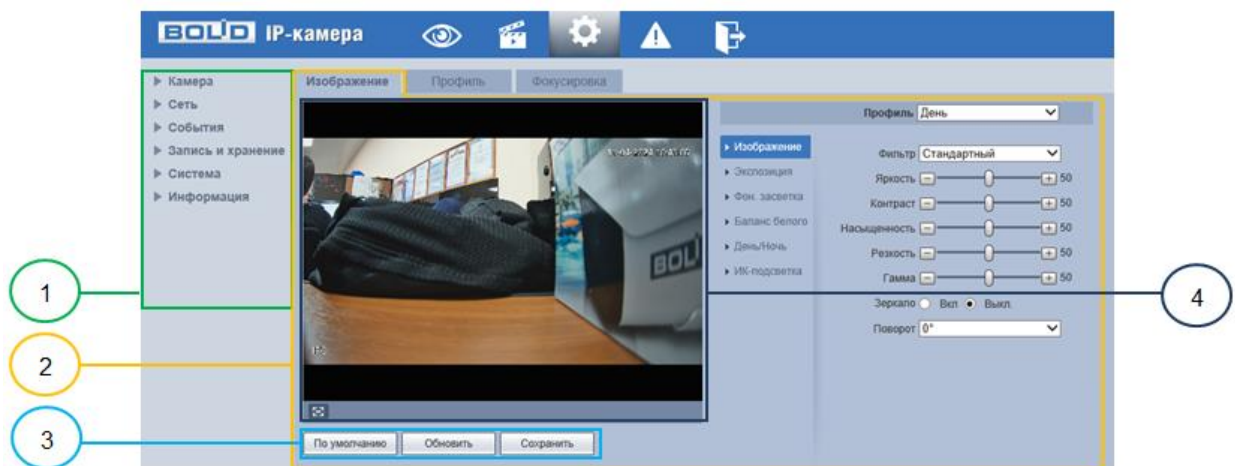 BOLID IP-камера
Камера
Сеть
События
Запись и хранение
Система
Информация
Изображение Профиль Фокусировка
BOLI
HD
Изображение
Экспозиция
Фон. засветка
Баланс белого
День/Ночь
ИК-подсветка
Профиль День
Фильтр Стандартный
Яркость - + 50
Контраст - + 50
Насыщенность - + 50
Резкость - + 50
Гамма - + 50
Зеркало Вкл Выкл.
Поворот 0°
По умолчанию Обновить Сохранить
1
2
3
4